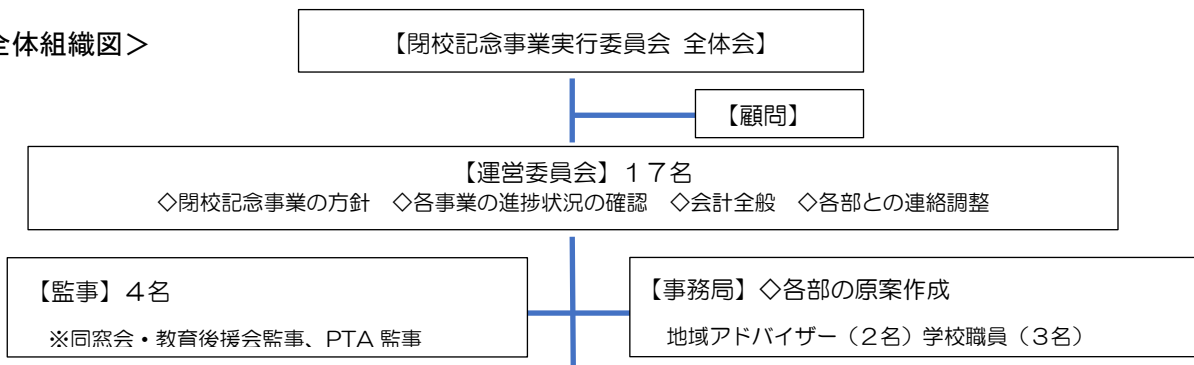 全体組織図＞
【閉校記念事業実行委員会 全体会】
【顧問】
【運営委員会】１７名
◇閉校記念事業の方針　◇各事業の進捗状況の確認　◇会計全般　◇各部との連絡調整
【監事】４名
※同窓会・教育後援会監事、PTA 監事
【事務局】◇各部の原案作成
地域アドバイザー（２名）学校職員（３名）